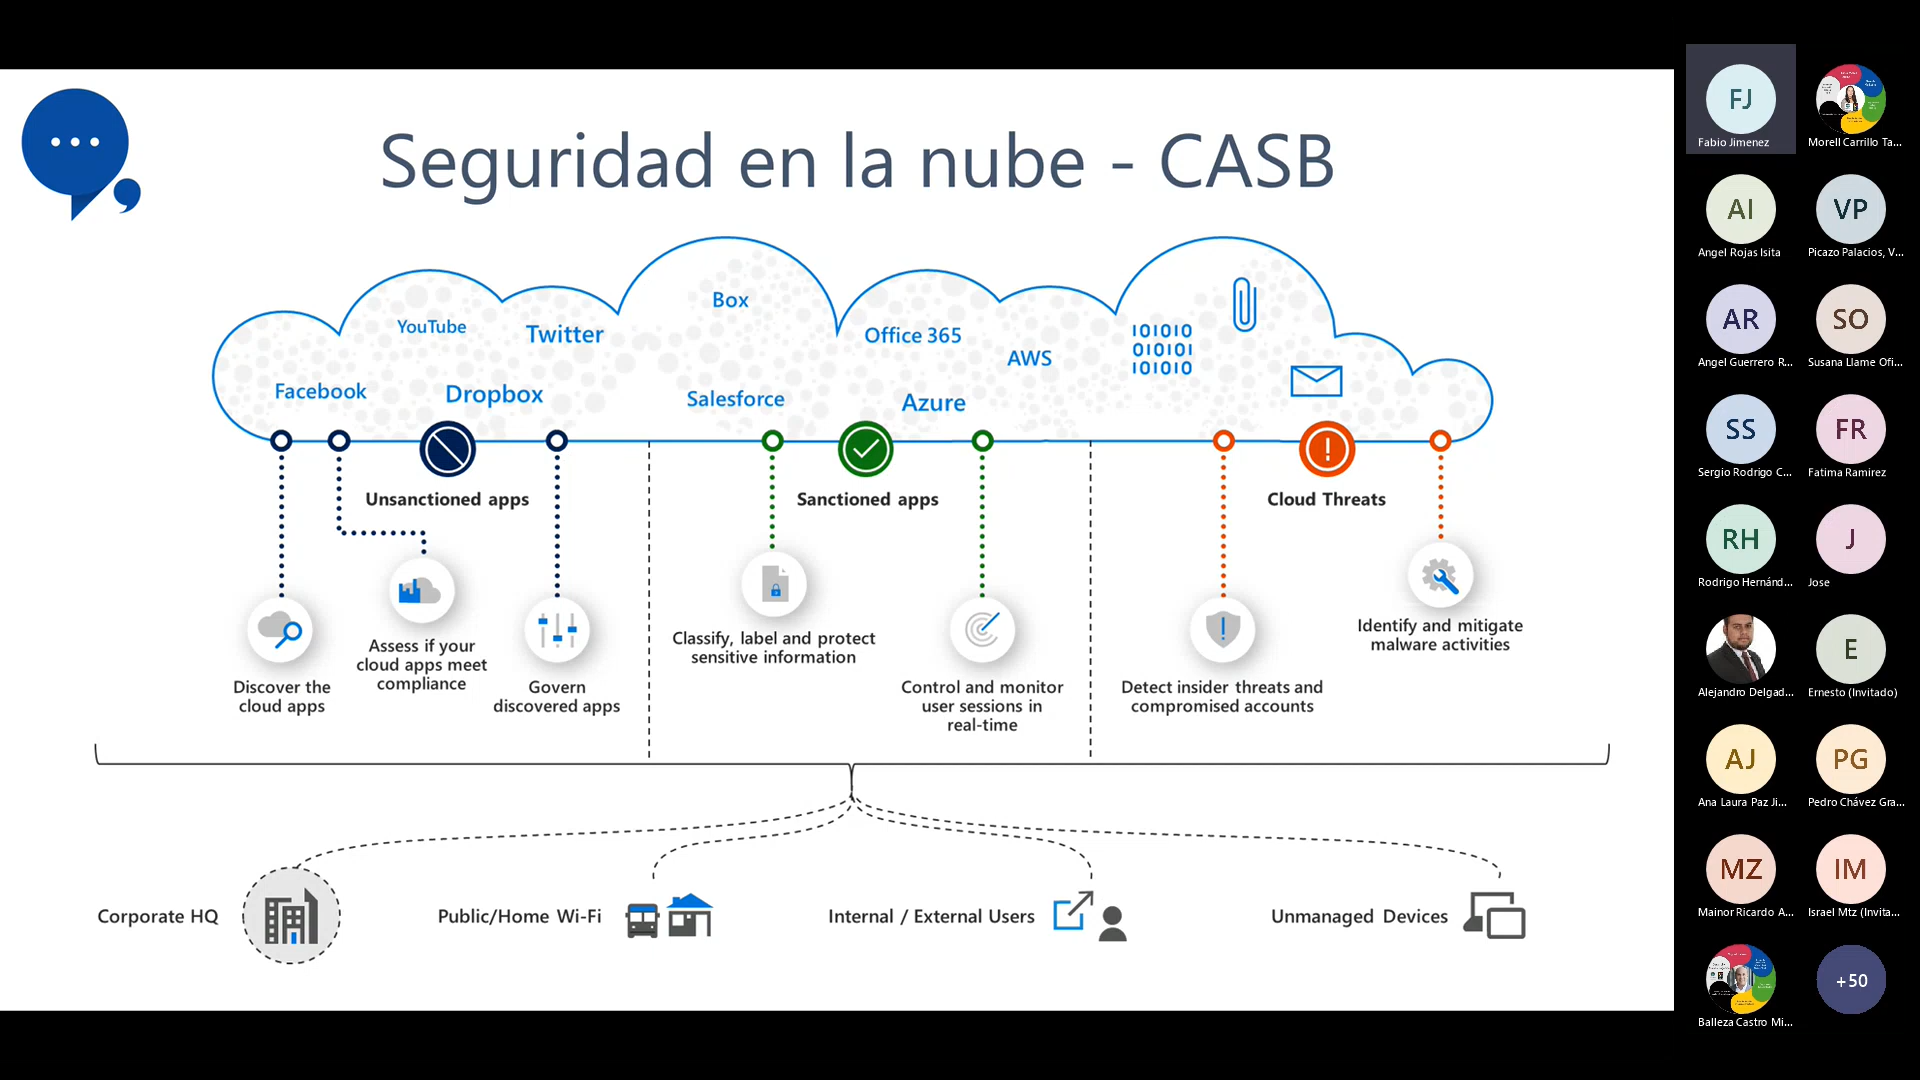 Seguridad en la nube - CASB
Box
YouTube
Twitter
Office 365
AWS
101010
010101
101010
Facebook
Dropbox
Salesforce
Azure
Unsanctioned apps
Sanctioned apps
Cloud Threats
Discover the
cloud apps
Assess if your
cloud apps meet
compliance
Govern
discovered apps
Classify, label and protect
sensitive information
Control and monitor
user sessions in
real-time
Detect insider threats and
compromised accounts
Identify and mitigate
malware activities
Corporate HQ
Public/Home Wi-Fi
Internal / External Users
Unmanaged Devices
FJ
Fabio Jimenez
Morell Carrillo Ta...
AI
Angel Rojas Isita
VP
Picazo Palacios, V...
AR
Angel Guerrero R...
SO
Susana Llame Ofi...
SS
Sergio Rodrigo C...
FR
Fatima Ramirez
RH
Rodrigo Hernánd...
J
Jose
Alejandro Delgad...
E
Ernesto (Invitado)
AJ
Ana Laura Paz Ji...
PG
Pedro Chávez Gra...
MZ
Mainor Ricardo A...
IM
Israel Mtz (Invita...
Balleza Castro Mi...
+50